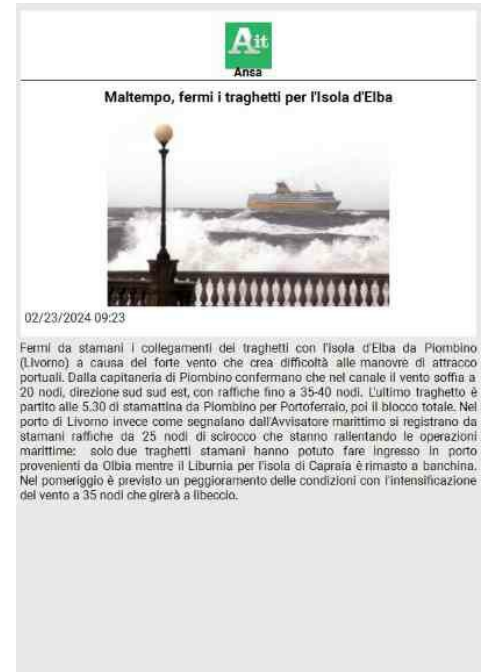 Ait
Ansa
Maltempo, fermi i traghetti per l'Isola d'Elba
02/23/2024 09:23
Fermi da stamani i collegamenti dei traghetti con l'isola d'Elba da Piombino
(Livorno) a causa del forte vento che crea difficoltà alle manovre di attracco
portuali. Dalla capitaneria di Piombino confermano che nel canale il vento soffia a
20 nodi, direzione sud sud est, con raffiche fino a 35-40 nodi. L'ultimo traghetto è
partito alle 5.30 di stamattina da Piombino per Portoferraio, poi il blocco totale. Nel
porto di Livorno invece come segnalano dall'Avvisatore marittimo si registrano da
stamani raffiche da 25 nodi di scirocco che stanno rallentando le operazioni
marittime: solo due traghetti stamani hanno potuto fare ingresso in porto
provenienti da Olbia mentre il Liburnia per l'isola di Capraia è rimasto a banchina.
Nel pomeriggio è previsto un peggioramento delle condizioni con l'intensificazione
del vento a 35 nodi che girerà a libeccio.